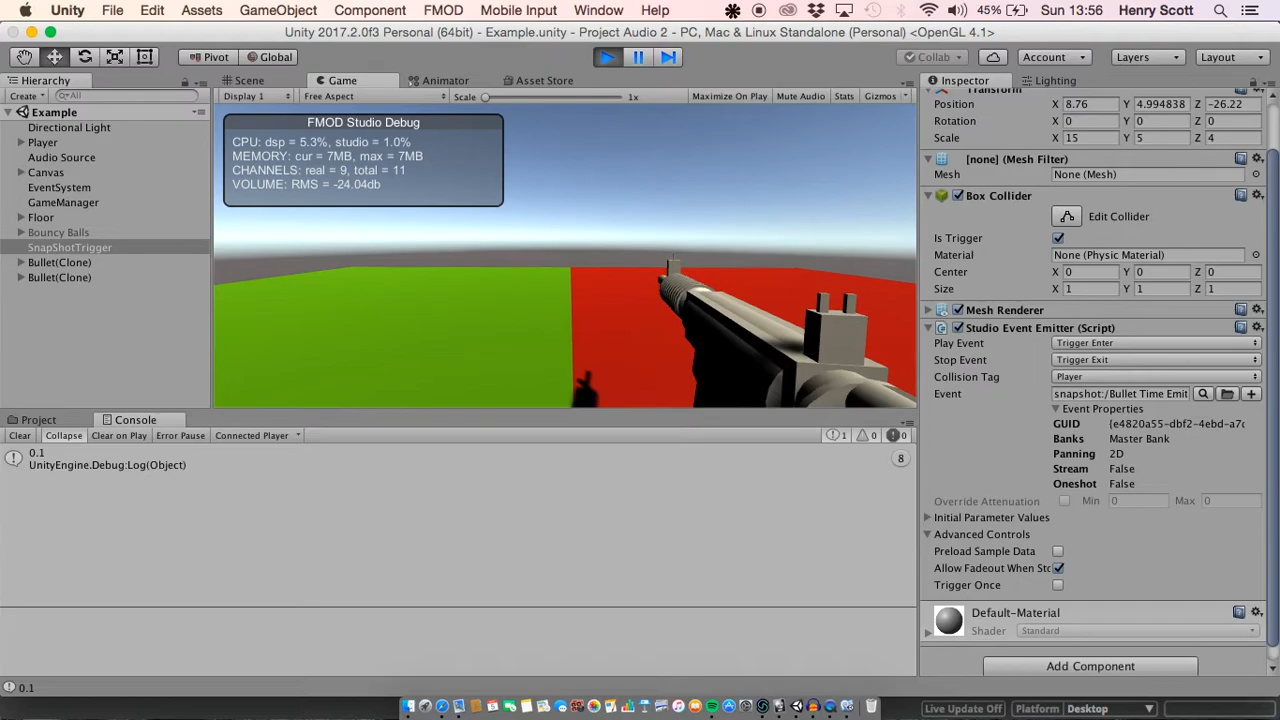 Unity File Edit Assets GameObject Component FMOD Mobile Input Window Help 45% Sun 13:56 Henry Scott
Unity 2017.2.0f3 Personal (64bit) - Example.unity - Project Audio 2 - PC, Mac & Linux Standalone (Personal) <OpenGL 4.1>
Pivot Global Collab Account Layers Layout
Hierarchy
Create All
Example
Directional Light
Player
Audio Source
Canvas
EventSystem
GameManager
Floor
Bouncy Balls
SnapShotTrigger
Bullet(Clone)
Bullet(Clone)
Scene Game Animator Asset Store
Display 1 Free Aspect Scale 1x Maximize On Play Mute Audio Stats Gizmos
FMOD Studio Debug
CPU: dsp = 5.3%, studio = 1.0%
MEMORY: cur = 7MB, max = 7MB
CHANNELS: real = 9, total = 11
VOLUME: RMS = -24.04db
Project Console
Clear Collapse Clear on Play Error Pause Connected Player 1 0 0
0.1
UnityEngine.Debug:Log(Object)
8
0.1
Inspector Lighting
Transform
Position X 8.76 Y 4.994838 Z -26.22
Rotation X 0 Y 0 Z 0
Scale X 15 Y 5 Z 4
[none] (Mesh Filter)
Mesh None (Mesh)
Box Collider
Edit Collider
Is Trigger
Material None (Physic Material)
Center X 0 Y 0 Z 0
Size X 1 Y 1 Z 1
Mesh Renderer
Studio Event Emitter (Script)
Play Event Trigger Enter
Stop Event Trigger Exit
Collision Tag Player
Event snapshot:/Bullet Time Emit
Event Properties
GUID {e4820a55-dbf2-4ebd-a7c
Banks Master Bank
Panning 2D
Stream False
Oneshot False
Override Attenuation Min 0 Max 0
Initial Parameter Values
Advanced Controls
Preload Sample Data
Allow Fadeout When Sto
Trigger Once
Default-Material
Shader Standard
Add Component
Live Update Off Platform Desktop